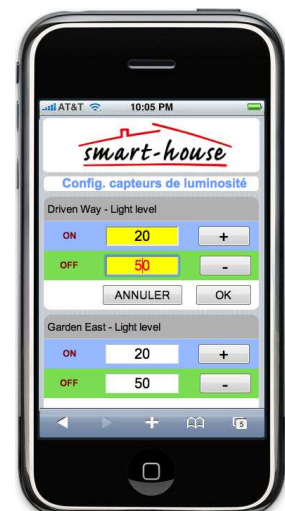 AT&T 10:05 PM
smart-house
Config. capteurs de luminosité
Driven Way - Light level
ON 20 +
OFF 50 -
ANNULER OK
Garden East - Light level
ON 20 +
OFF 50 -
5